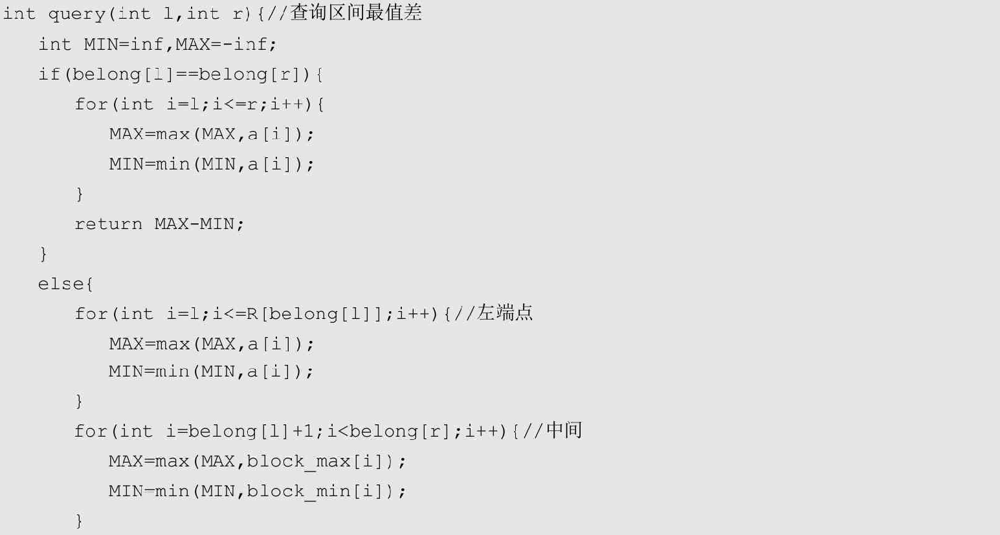 int query(int l,int r){//查询区间最值差
   int MIN=inf,MAX=-inf;
   if(belong[l]==belong[r]){
      for(int i=l;i<=r;i++){
         MAX=max(MAX,a[i]);
         MIN=min(MIN,a[i]);
      }
      return MAX-MIN;
   }
   else{
      for(int i=l;i<=R[belong[l]];i++){//左端点
         MAX=max(MAX,a[i]);
         MIN=min(MIN,a[i]);
      }
      for(int i=belong[l]+1;i<belong[r];i++){//中间
         MAX=max(MAX,block_max[i]);
         MIN=min(MIN,block_min[i]);
      }